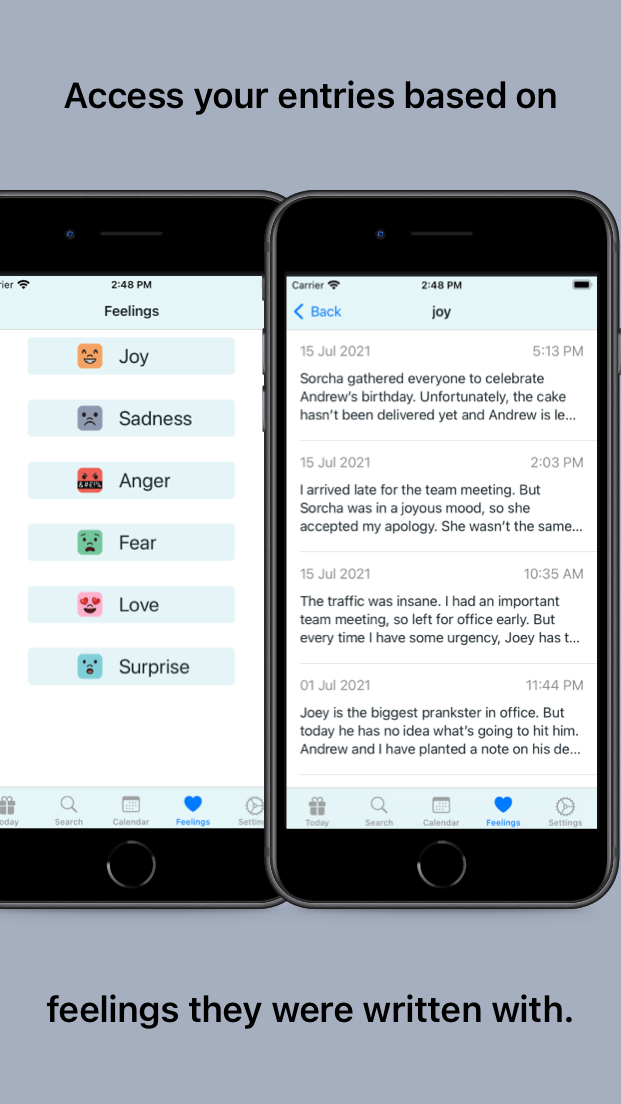 Access your entries based on
rier
2:48 PM
Feelings
Joy
Sadness
&#£!%
Anger
Fear
Love
Surprise
oday
Search
Calendar
Feelings
Settin
Carrier
2:48 PM
Back
joy
15 Jul 2021
5:13 PM
Sorcha gathered everyone to celebrate
Andrew's birthday. Unfortunately, the cake
hasn't been delivered yet and Andrew is le...
15 Jul 2021
2:03 PM
I arrived late for the team meeting. But
Sorcha was in a joyous mood, so she
accepted my apology. She wasn't the same...
15 Jul 2021
10:35 AM
The traffic was insane. I had an important
team meeting, so left for office early. But
every time I have some urgency, Joey has t...
01 Jul 2021
11:44 PM
Joey is the biggest prankster in office. But
today he has no idea what's going to hit him.
Andrew and I have planted a note on his de...
Today
Search
Calendar
Feelings
Settings
feelings they were written with.